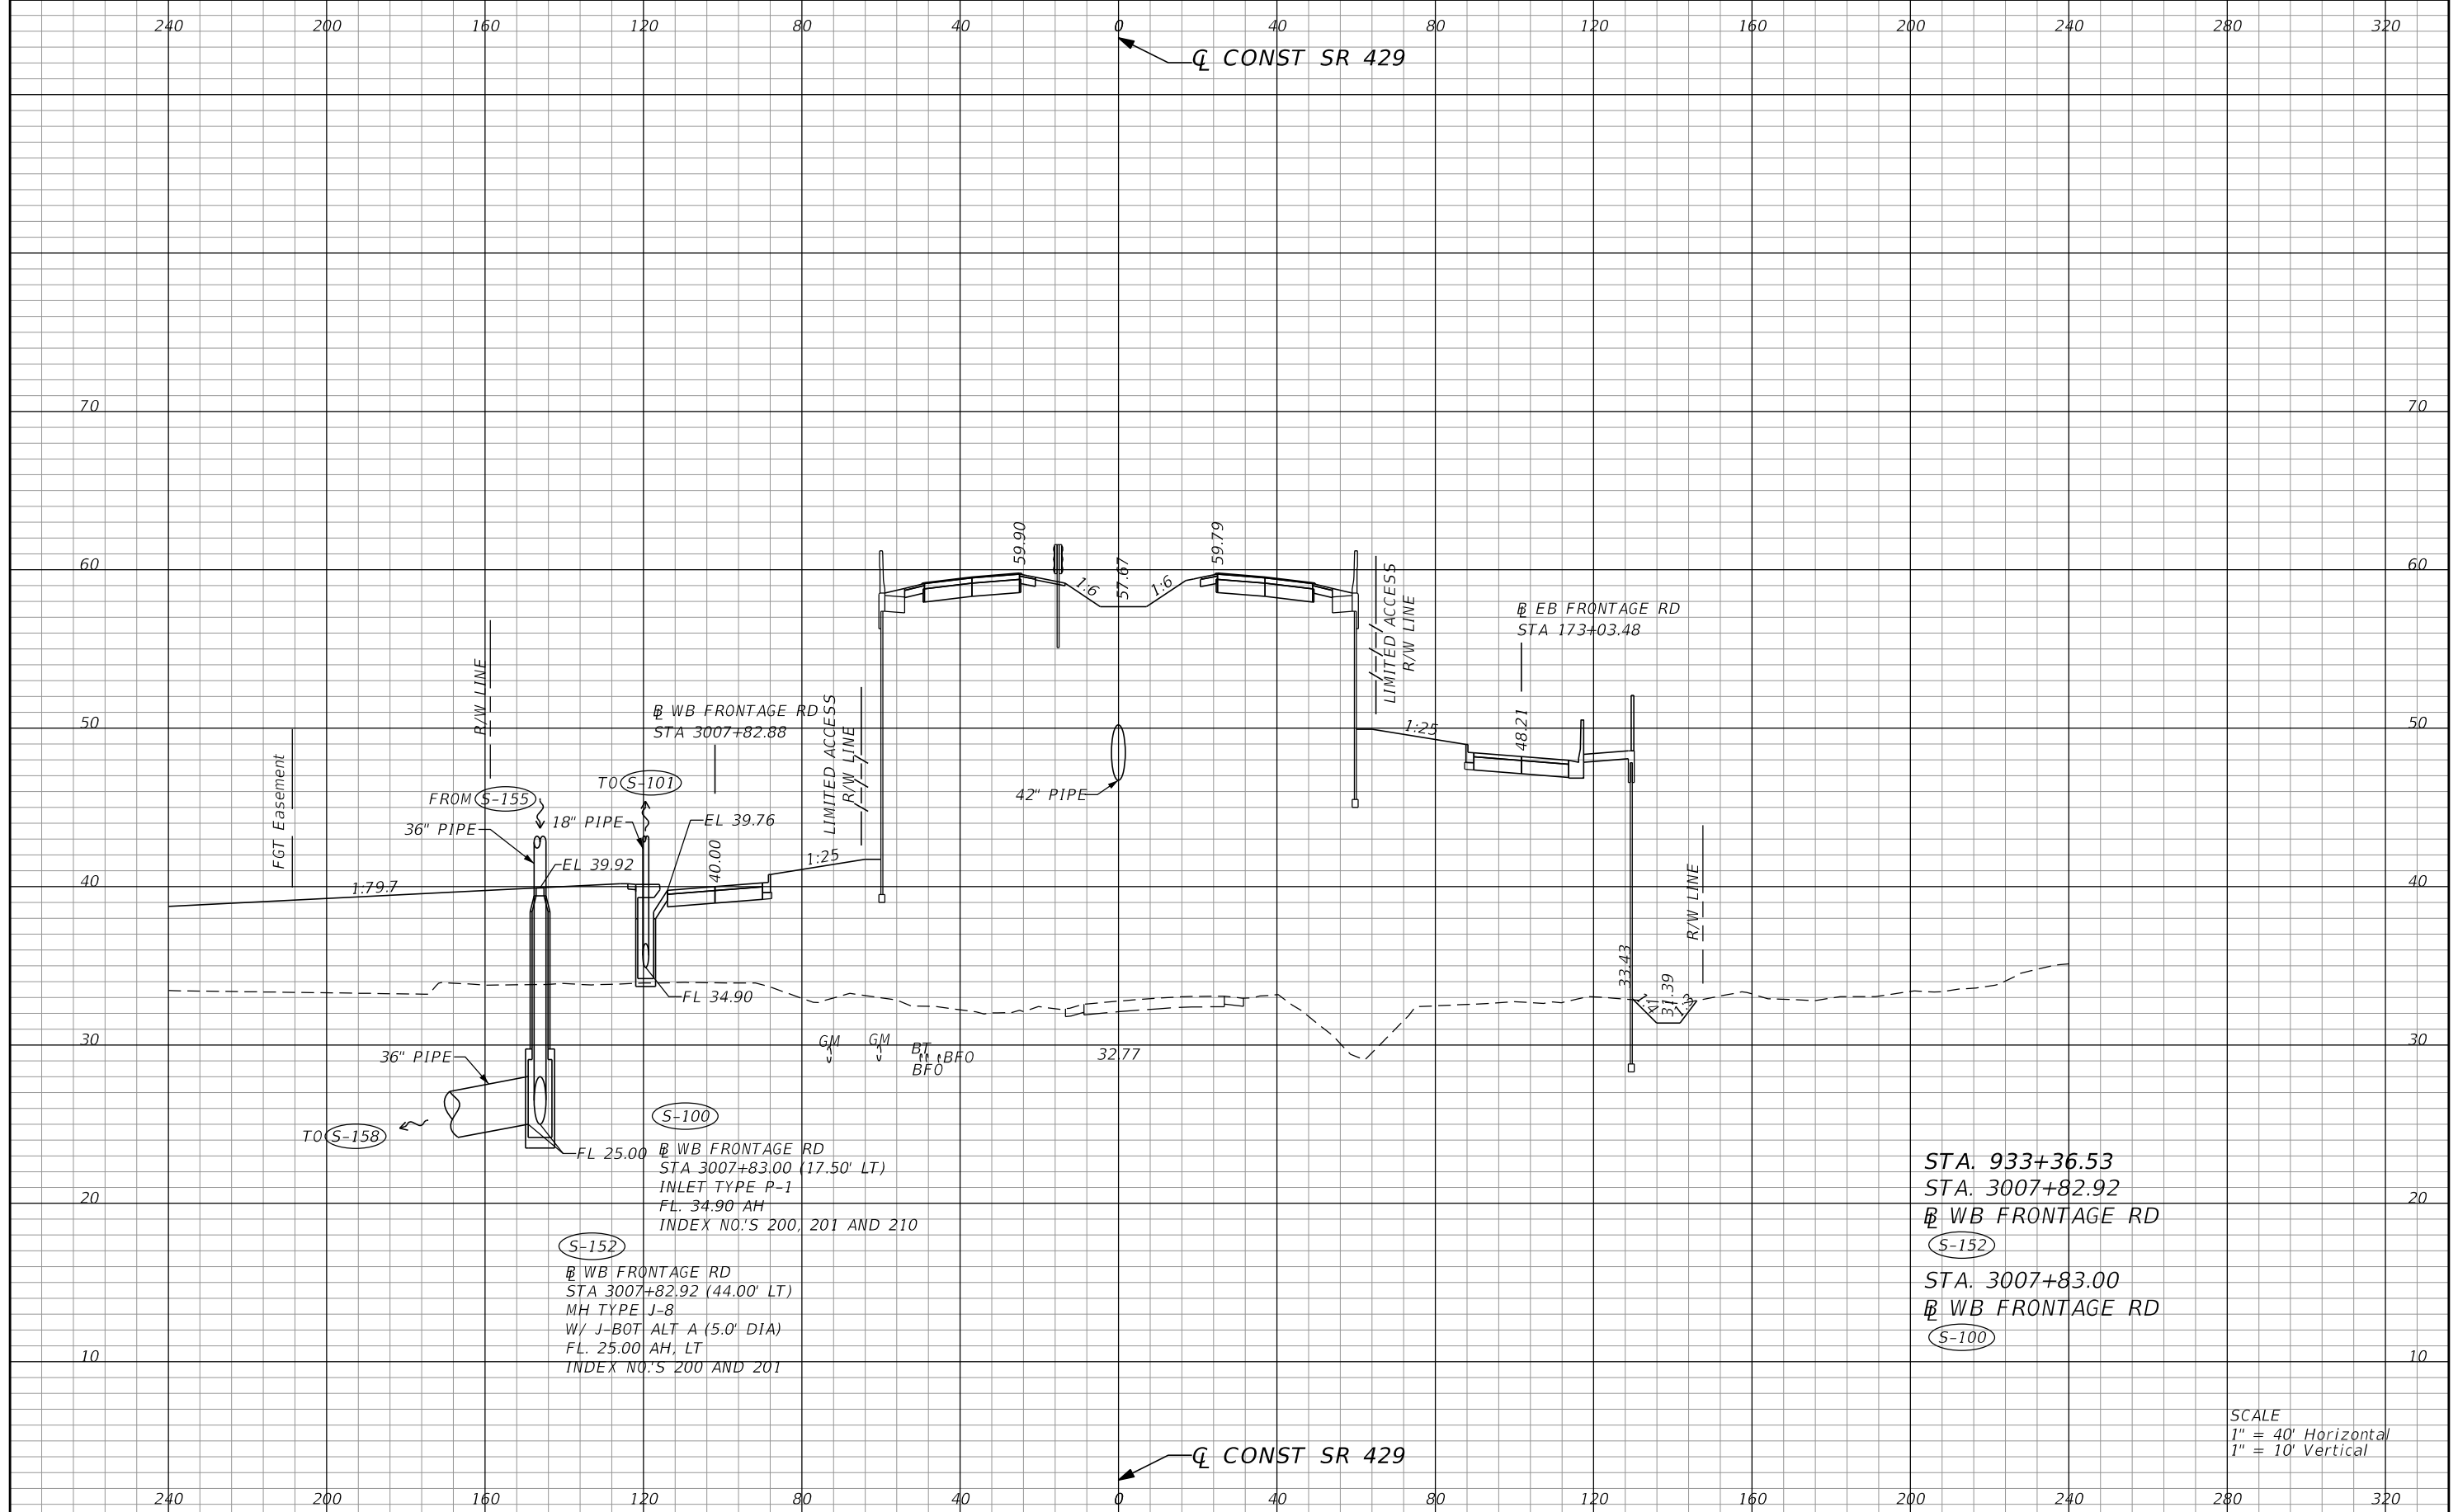 240 200 160 120 80 40 0 40 80 120 160 200 240 280 320
℄ CONST SR 429
70 70
60 60
59.90
57.67
59.79
1:6
1:6
LIMITED ACCESS
R/W LINE
℄ EB FRONTAGE RD
STA 173+03.48
R/W LINE
50 50
℄ WB FRONTAGE RD
STA 3007+82.88
LIMITED ACCESS
R/W LINE
1:25
48.21
FGT Easement
TO S-101
FROM S-155
36" PIPE
18" PIPE
EL 39.76
42" PIPE
EL 39.92
40.00
1:25
40 40
1:79.7
R/W LINE
33.43
31.39
FL 34.90
30 30
GM
GM
BT
BFO
BFO
32.77
36" PIPE
TO S-158
FL 25.00
S-100
℄ WB FRONTAGE RD
STA 3007+83.00 (17.50' LT)
INLET TYPE P-1
FL. 34.90 AH
INDEX NO.'S 200, 201 AND 210
20 20
S-152
℄ WB FRONTAGE RD
STA 3007+82.92 (44.00' LT)
MH TYPE J-8
W/ J-BOT ALT A (5.0' DIA)
FL. 25.00 AH, LT
INDEX NO.'S 200 AND 201
STA. 933+36.53
STA. 3007+82.92
℄ WB FRONTAGE RD
S-152
STA. 3007+83.00
℄ WB FRONTAGE RD
S-100
10 10
SCALE
1" = 40' Horizontal
1" = 10' Vertical
℄ CONST SR 429
240 200 160 120 80 40 0 40 80 120 160 200 240 280 320